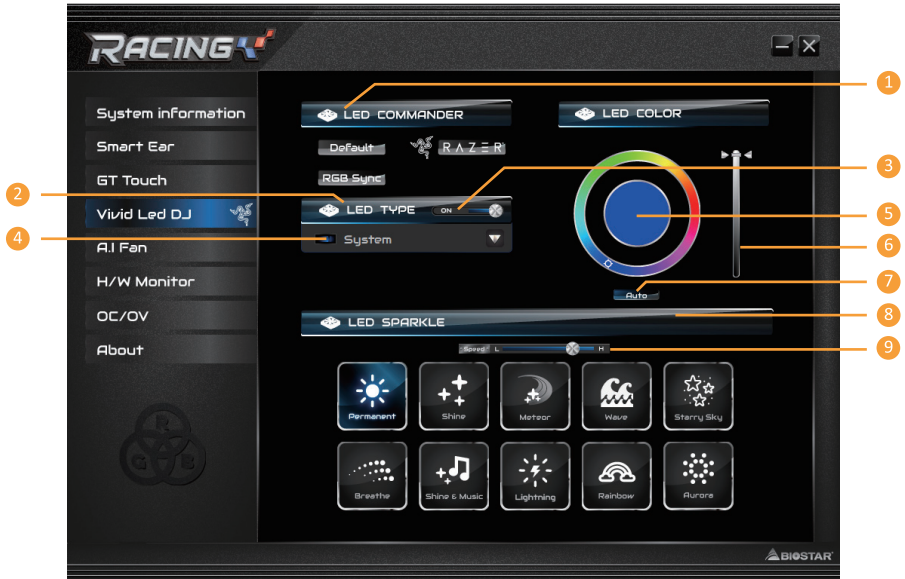 RACING
System information
Smart Ear
GT Touch
Vivid Led DJ
A.I Fan
H/W Monitor
OC/OV
About
R
G B
1
LED COMMANDER
LED COLOR
Default
RAZER
RGB Sync
2
LED TYPE
ON
3
4
System
5
6
7
Auto
8
LED SPARKLE
9
Speed
L
H
Permanent
Shine
Meteor
Wave
Starry Sky
Breathe
Shine & Music
Lightning
Rainbow
Aurora
BIOSTAR